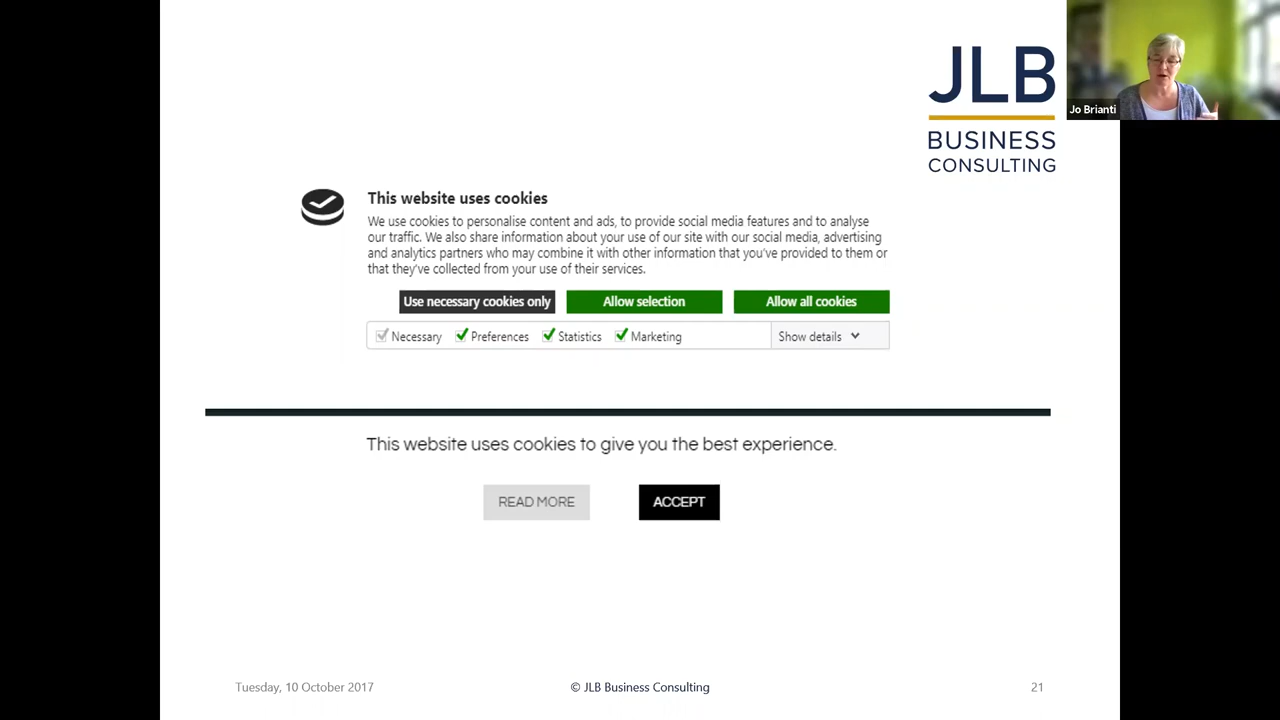 JLB
BUSINESS
CONSULTING
Jo Brianti
This website uses cookies
We use cookies to personalise content and ads, to provide social media features and to analyse
our traffic. We also share information about your use of our site with our social media, advertising
and analytics partners who may combine it with other information that you've provided to them or
that they've collected from your use of their services.
Use necessary cookies only Allow selection Allow all cookies
Necessary Preferences Statistics Marketing Show details
This website uses cookies to give you the best experience.
READ MORE ACCEPT
Tuesday, 10 October 2017 © JLB Business Consulting 21